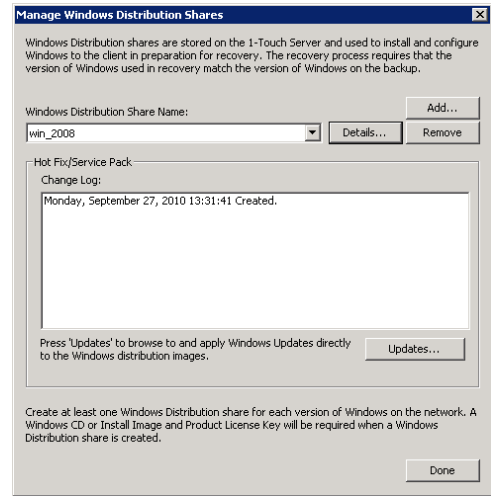 Manage Windows Distribution Shares
Windows Distribution shares are stored on the 1-Touch Server and used to install and configure
Windows to the client in preparation for recovery. The recovery process requires that the
version of Windows used in recovery match the version of Windows on the backup.
Add...
Windows Distribution Share Name:
win_2008
Details...
Remove
Hot Fix/Service Pack
Change Log:
Monday, September 27, 2010 13:31:41 Created.
Press 'Updates' to browse to and apply Windows Updates directly
to the Windows distribution images.
Updates...
Create at least one Windows Distribution share for each version of Windows on the network. A
Windows CD or Install Image and Product License Key will be required when a Windows
Distribution share is created.
Done